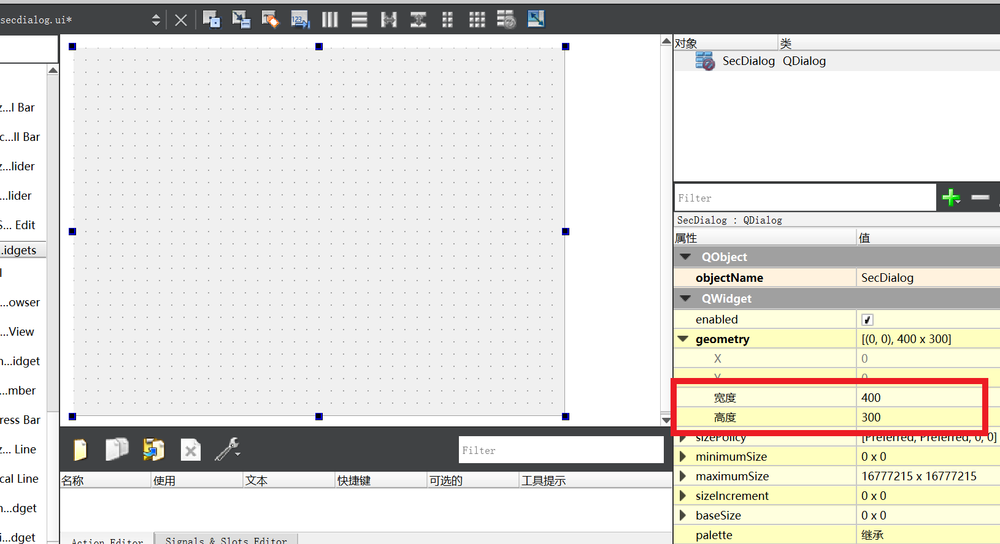 secdialog.ui*
123
对象 类
SecDialog QDialog
z...l Bar
c...ll Bar
z...lider
...lider
S... Edit
...idgets
l
...owser
...View
n...idget
...mber
ress Bar
z... Line
cal Line
n...dget
i...dget
Filter
SecDialog : QDialog
属性 值
QObject
objectName SecDialog
QWidget
enabled
geometry [(0, 0), 400 x 300]
X 0
Y 0
宽度 400
高度 300
sizePolicy [Preferred, Preferred, 0, 0]
minimumSize 0 x 0
maximumSize 16777215 x 16777215
sizeIncrement 0 x 0
baseSize 0 x 0
palette 继承
Filter
名称 使用 文本 快捷键 可选的 工具提示
Action Editor Signals & Slots Editor